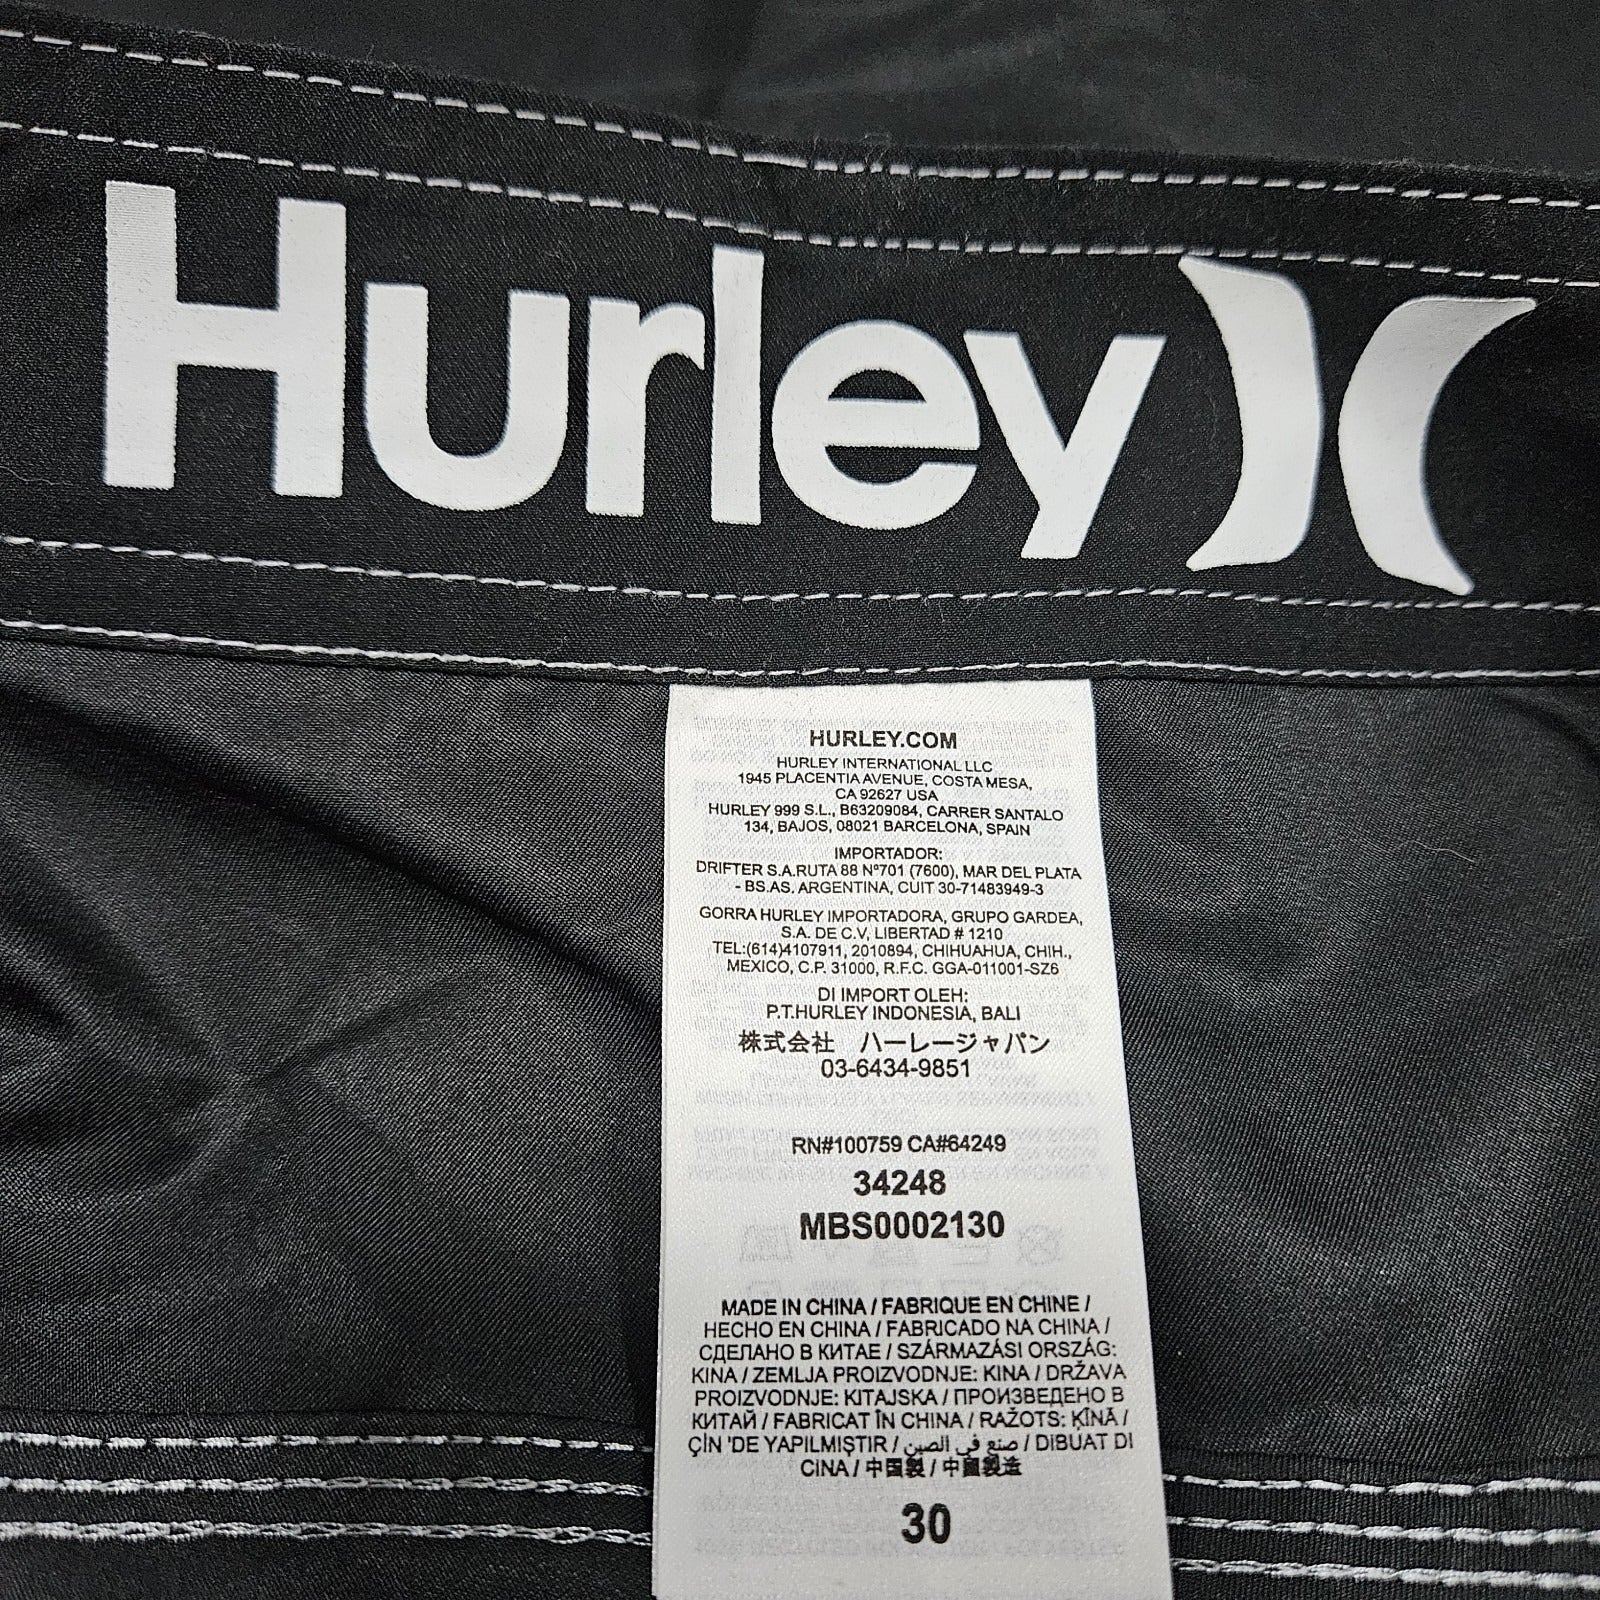 Hurley
HURLEY.COM
HURLEY INTERNATIONAL LLC
1945 PLACENTIA AVENUE, COSTA MESA,
CA 92627 USA
HURLEY 999 S.L., B63209084, CARRER SANTALO
134, BAJOS, 08021 BARCELONA, SPAIN
IMPORTADOR:
DRIFTER S.A.RUTA 88 Nº701 (7600), MAR DEL PLATA
- BS.AS. ARGENTINA, CUIT 30-71483949-3
GORRA HURLEY IMPORTADORA, GRUPO GARDEA,
S.A. DE C.V, LIBERTAD # 1210
TEL:(614)4107911, 2010894, CHIHUAHUA, CHIH.,
MEXICO, C.P. 31000, R.F.C. GGA-011001-SZ6
DI IMPORT OLEH:
P.T.HURLEY INDONESIA, BALI
株式会社 ハーレージャパン
03-6434-9851
RN#100759 CA#64249
34248
MBS0002130
MADE IN CHINA / FABRIQUE EN CHINE /
HECHO EN CHINA / FABRICADO NA CHINA /
СДЕЛАНО В КИТАЕ / SZÁRMAZÁSI ORSZÁG:
KINA / ZEMLJA PROIZVODNJE: KINA / DRŽAVA
PROIZVODNJE: KITAJSKA / ПРОИЗВЕДЕНО В
КИТАЙ / FABRICAT ÎN CHINA / RAŽOTS: ĶĪNĀ /
ÇİN 'DE YAPILMIŞTIR / صنع في الصين / DIBUAT DI
CINA / 中国製 / 中國製造
30